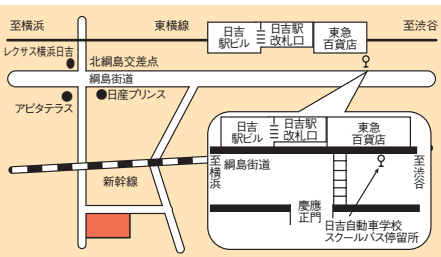 至横浜
東横線
日吉
駅ビル
日吉駅
改札口
東急
百貨店
至渋谷
レクサス横浜日吉
北綱島交差点
綱島街道
アピタテラス
日産プリンス
新幹線
日吉
駅ビル
日吉駅
改札口
東急
百貨店
至横浜
綱島街道
至渋谷
慶應
正門
日吉自動車学校
スクールバス停留所